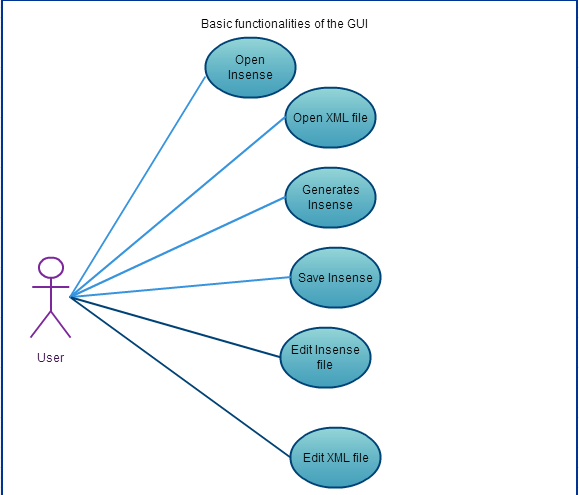 Basic functionalities of the GUI
Open
Insense
Open XML file
Generates
Insense
Save Insense
Edit Insense
file
User
Edit XML file